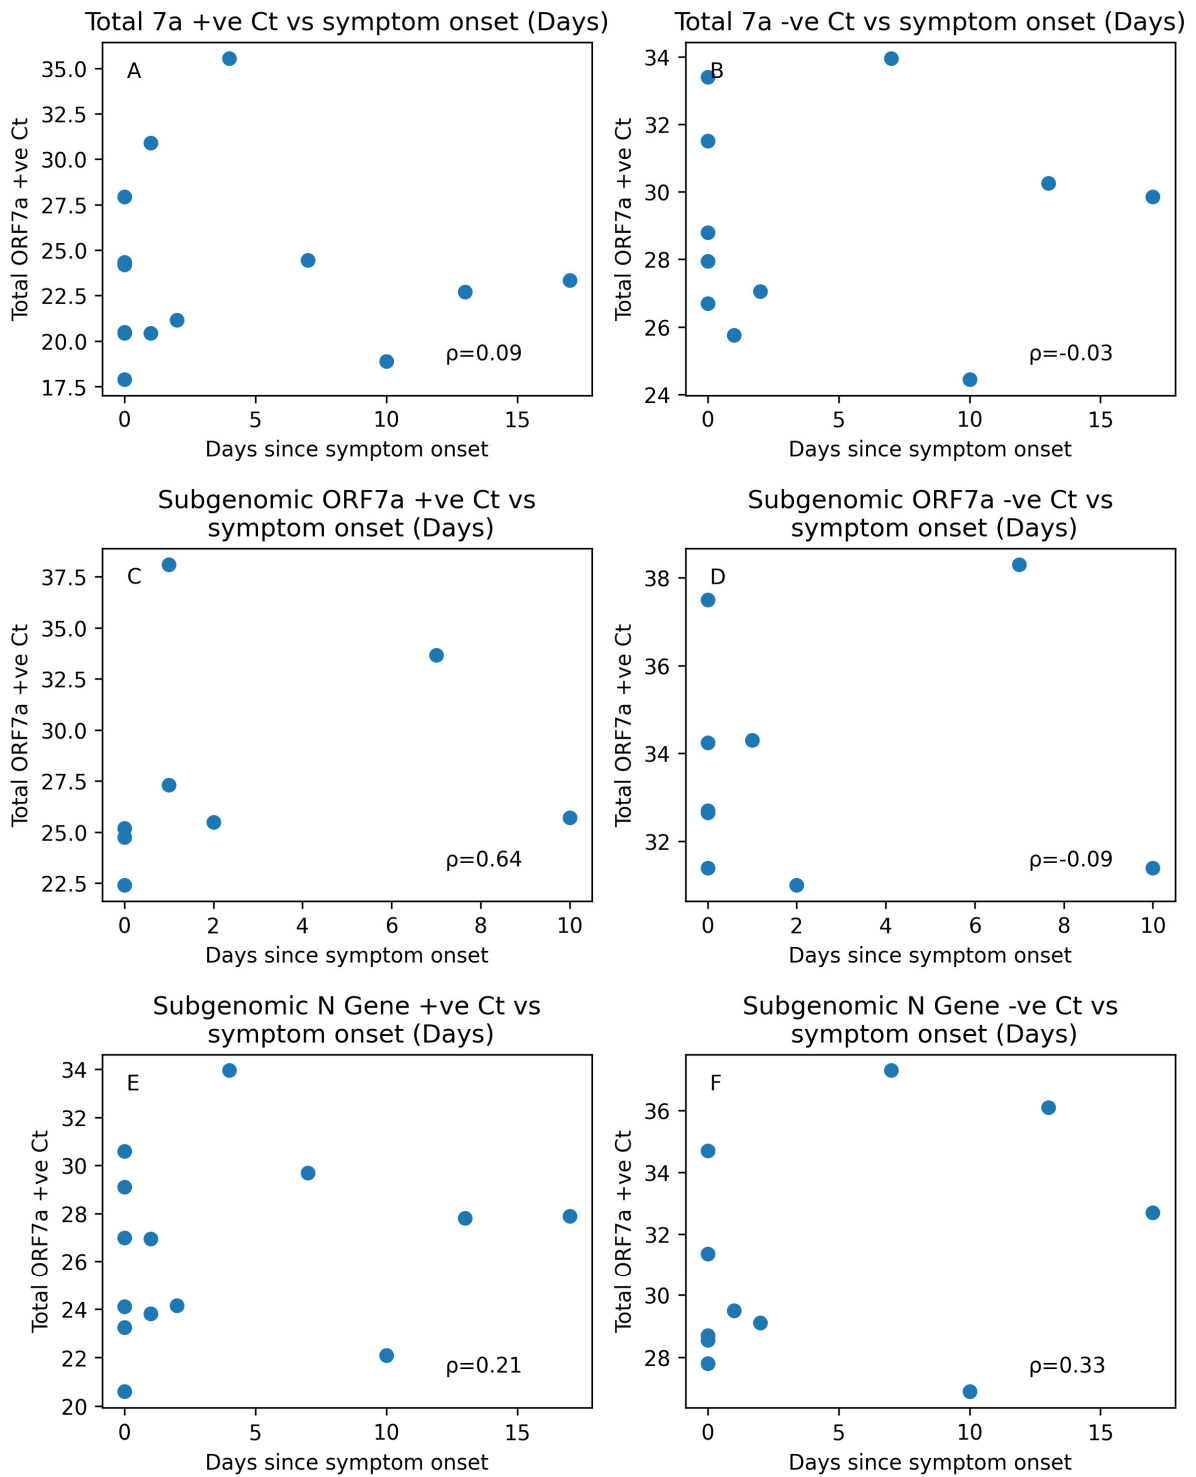 Total 7a +ve Ct vs symptom onset (Days)
35.0
32.5
30.0
27.5
25.0
22.5
20.0
17.5
Total ORF7a +ve Ct
A
ρ=0.09
0 5 10 15
Days since symptom onset
Total 7a -ve Ct vs symptom onset (Days)
34
32
30
28
26
24
Total ORF7a +ve Ct
B
ρ=-0.03
0 5 10 15
Days since symptom onset
Subgenomic ORF7a +ve Ct vs
symptom onset (Days)
37.5
35.0
32.5
30.0
27.5
25.0
22.5
Total ORF7a +ve Ct
C
ρ=0.64
0 2 4 6 8 10
Days since symptom onset
Subgenomic ORF7a -ve Ct vs
symptom onset (Days)
38
36
34
32
Total ORF7a +ve Ct
D
ρ=-0.09
0 2 4 6 8 10
Days since symptom onset
Subgenomic N Gene +ve Ct vs
symptom onset (Days)
34
32
30
28
26
24
22
20
Total ORF7a +ve Ct
E
ρ=0.21
0 5 10 15
Days since symptom onset
Subgenomic N Gene -ve Ct vs
symptom onset (Days)
36
34
32
30
28
Total ORF7a +ve Ct
F
ρ=0.33
0 5 10 15
Days since symptom onset